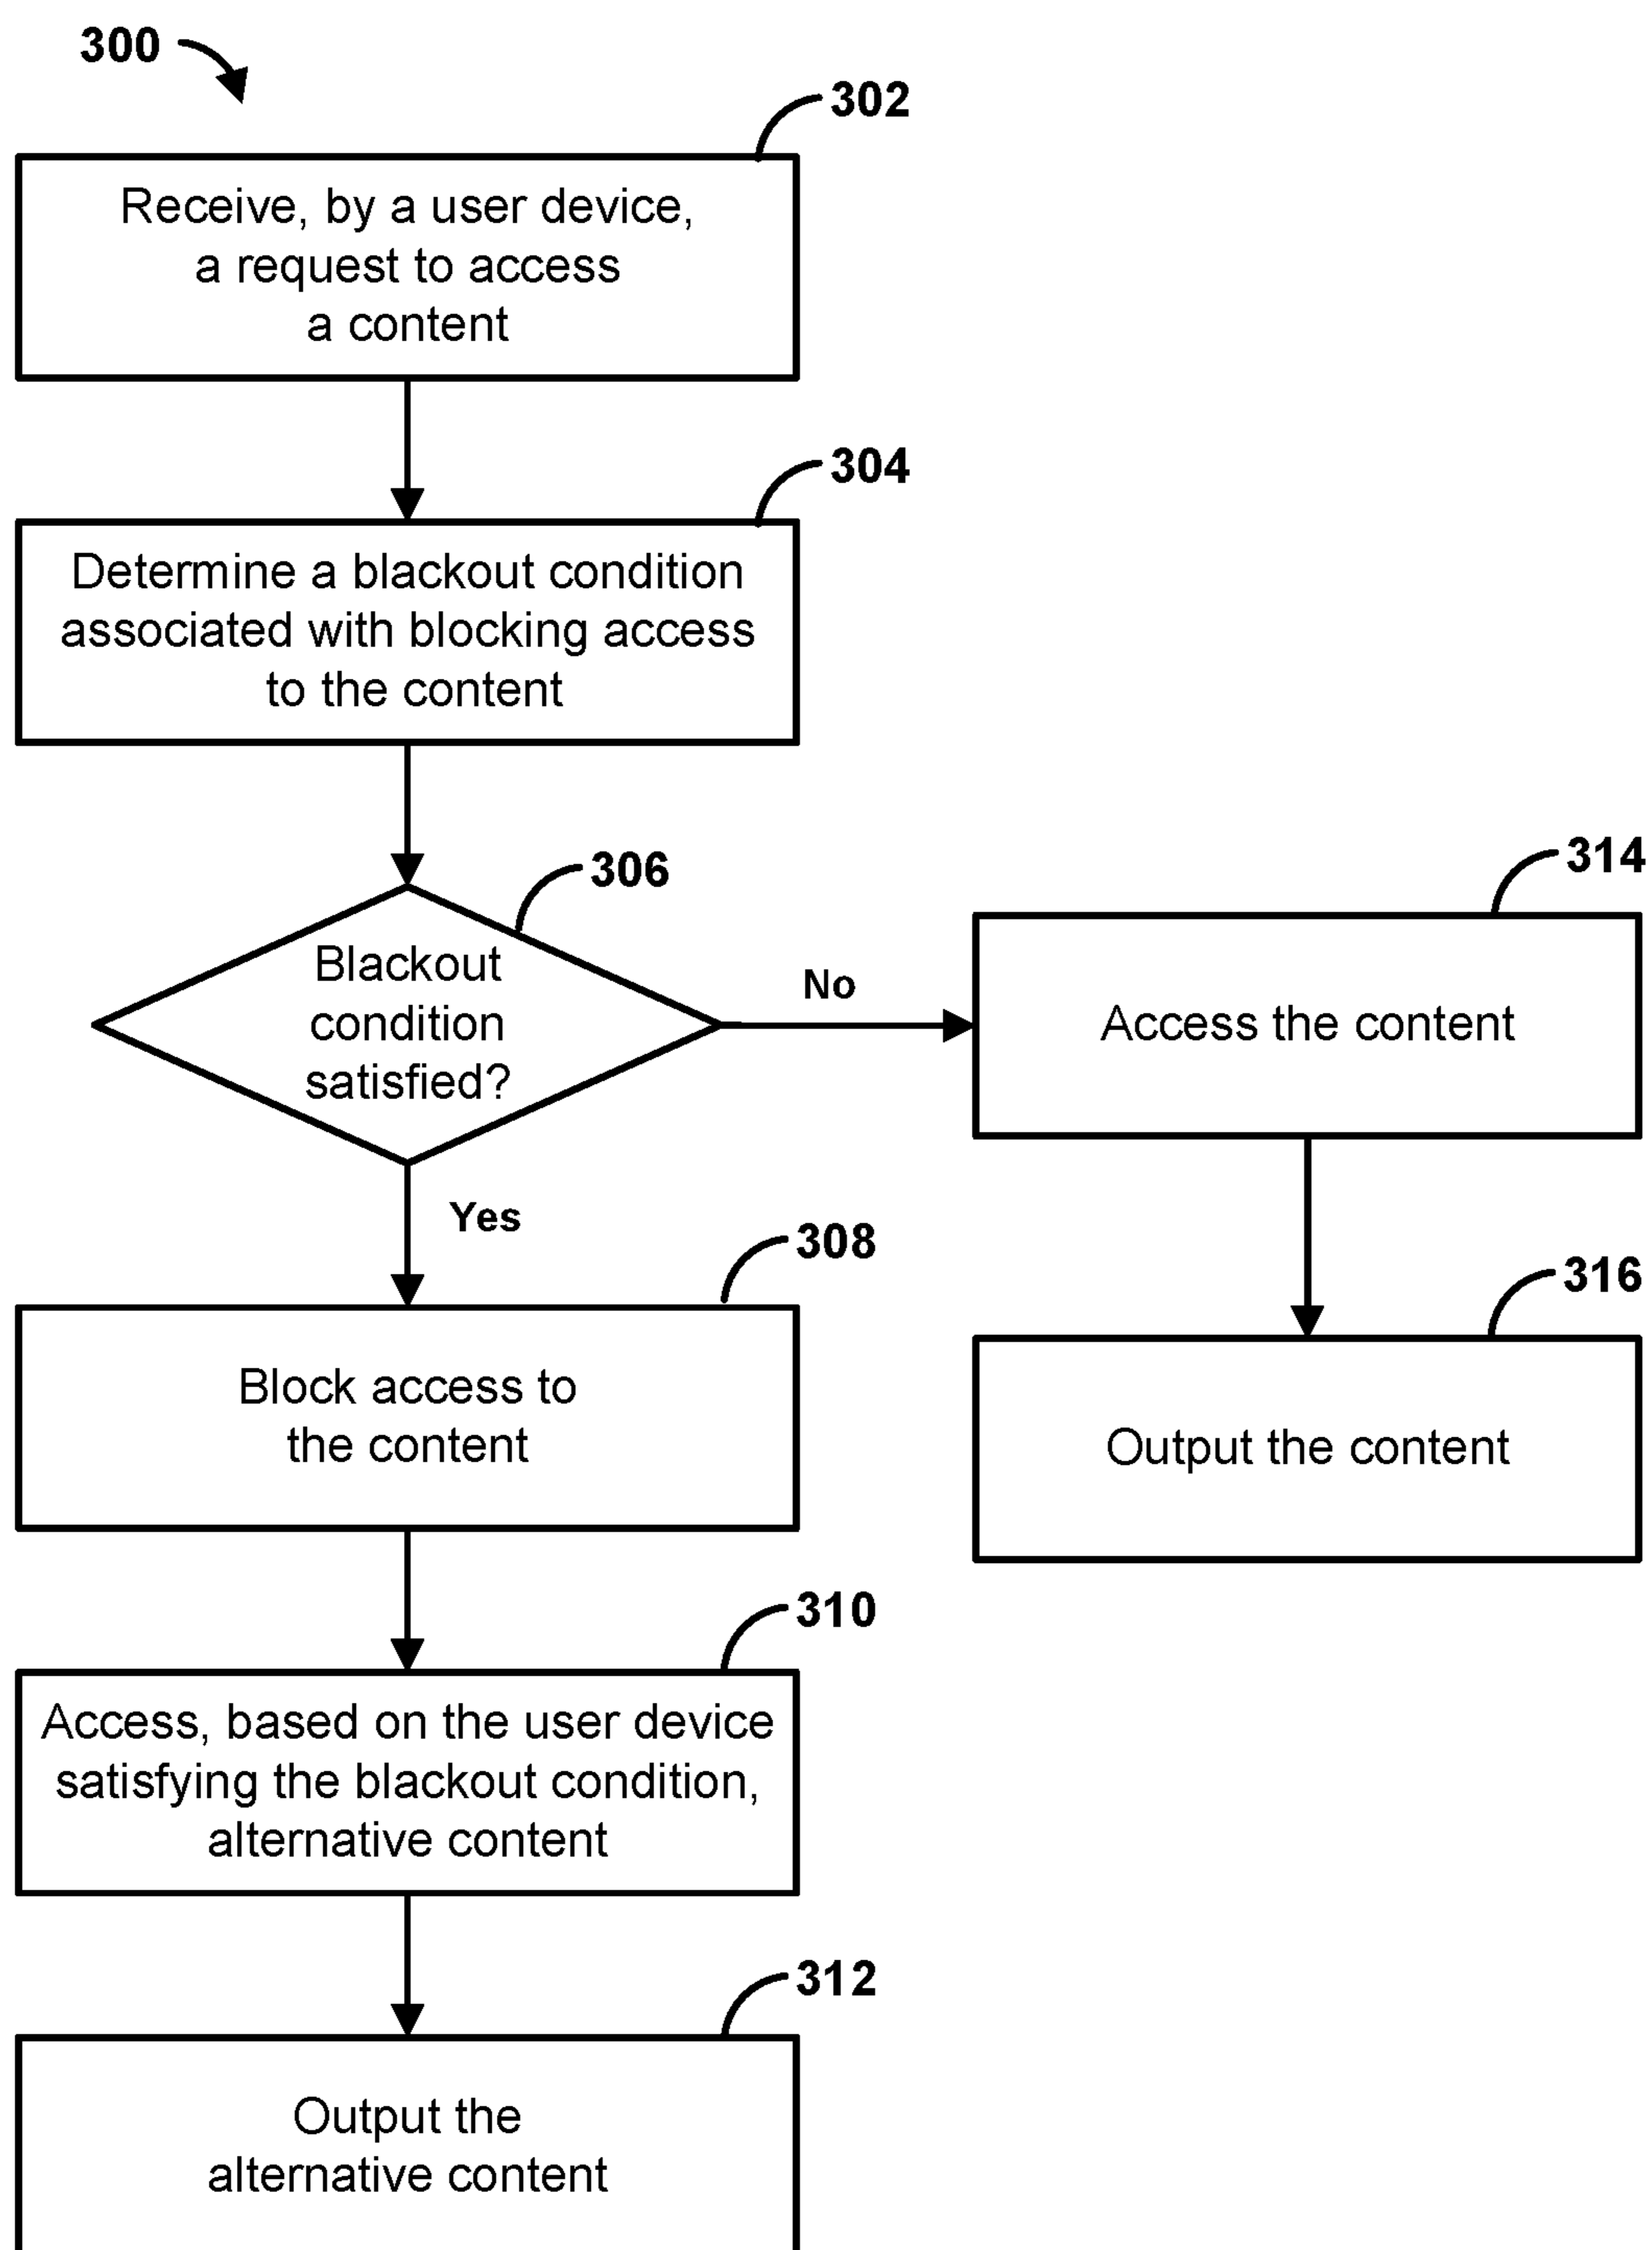 300
302
Receive, by a user device,
a request to access
a content
304
Determine a blackout condition
associated with blocking access
to the content
306
Blackout
condition
satisfied?
No
314
Access the content
Yes
308
Block access to
the content
316
Output the content
310
Access, based on the user device
satisfying the blackout condition,
alternative content
312
Output the
alternative content